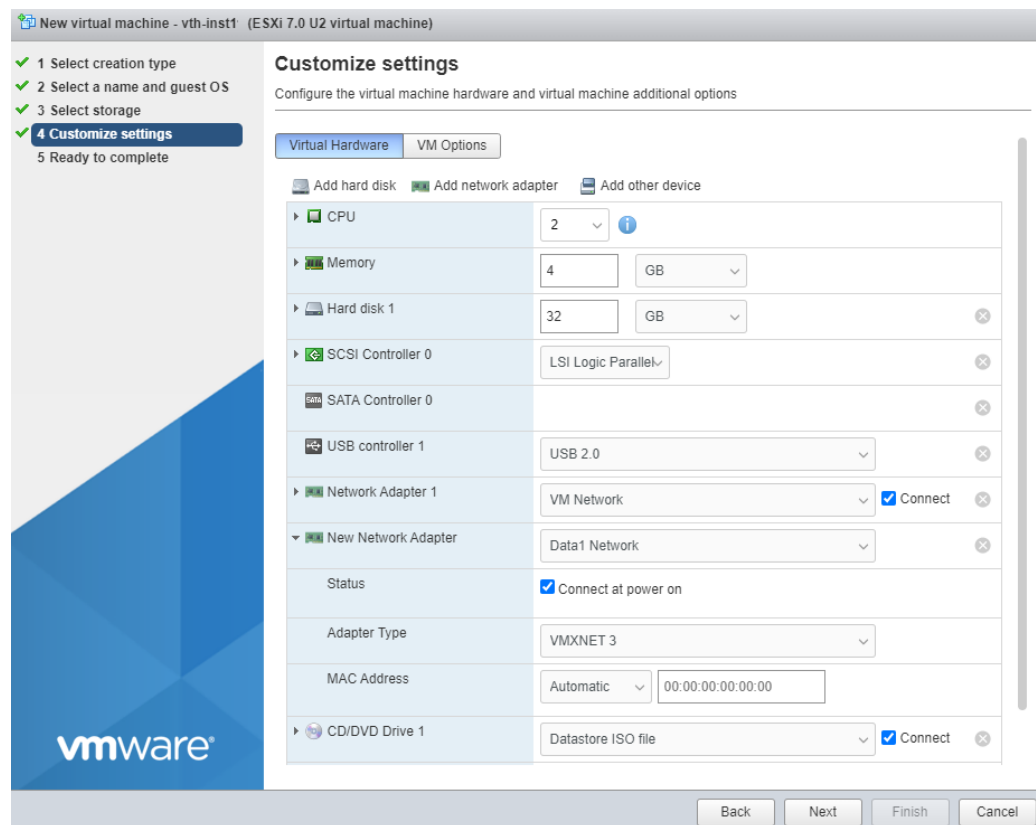 New virtual machine - vth-inst1 (ESXi 7.0 U2 virtual machine)
1 Select creation type
2 Select a name and guest OS
3 Select storage
4 Customize settings
5 Ready to complete
Customize settings
Configure the virtual machine hardware and virtual machine additional options
Virtual Hardware VM Options
Add hard disk Add network adapter Add other device
CPU 2
Memory 4 GB
Hard disk 1 32 GB
SCSI Controller 0 LSI Logic Parallel
SATA SATA Controller 0
USB controller 1 USB 2.0
Network Adapter 1 VM Network Connect
New Network Adapter Data1 Network
Status Connect at power on
Adapter Type VMXNET 3
MAC Address Automatic 00:00:00:00:00:00
CD/DVD Drive 1 Datastore ISO file Connect
vmware®
Back Next Finish Cancel